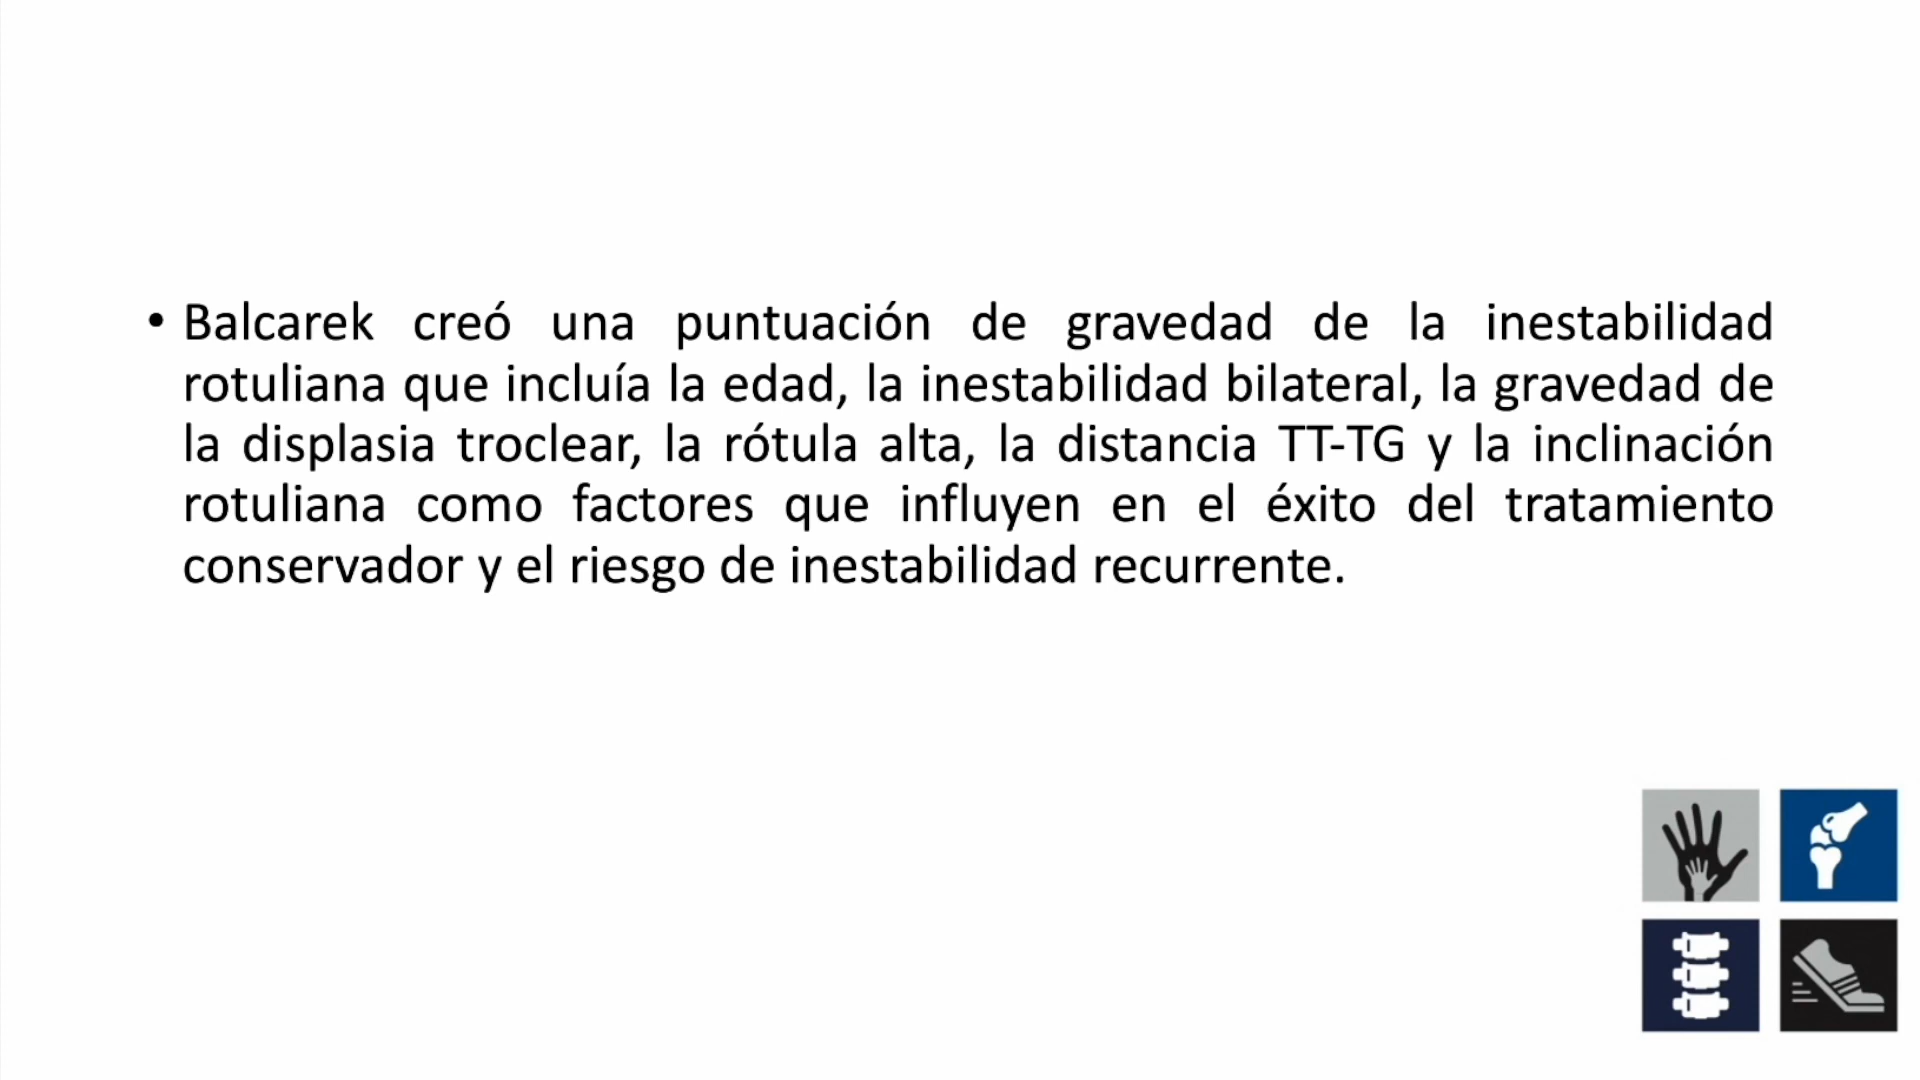 • Balcarek creó una puntuación de gravedad de la inestabilidad
rotuliana que incluía la edad, la inestabilidad bilateral, la gravedad de
la displasia troclear, la rótula alta, la distancia TT-TG y la inclinación
rotuliana como factores que influyen en el éxito del tratamiento
conservador y el riesgo de inestabilidad recurrente.